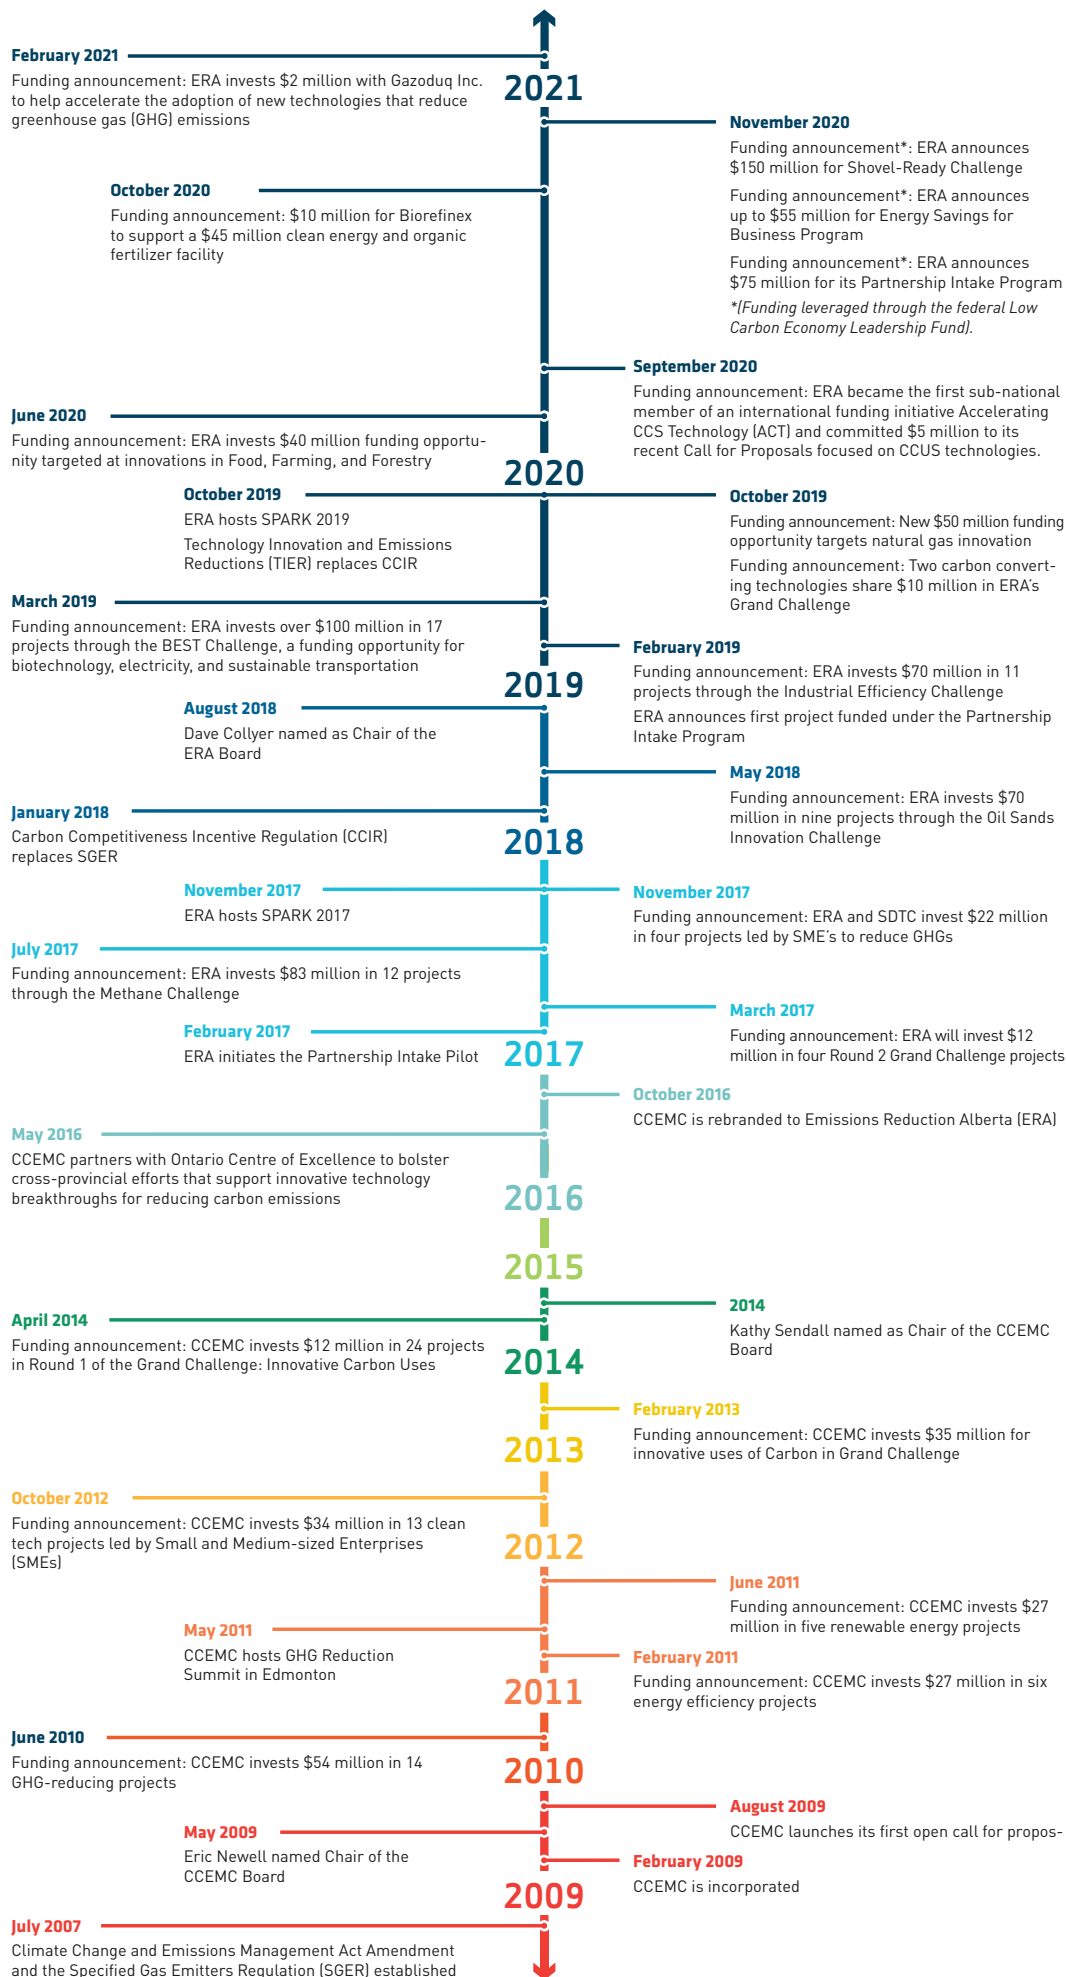 February 2021
Funding announcement: ERA invests $2 million with Gazoduq Inc.
to help accelerate the adoption of new technologies that reduce
greenhouse gas (GHG) emissions
2021
November 2020
Funding announcement*: ERA announces
$150 million for Shovel-Ready Challenge
Funding announcement*: ERA announces
up to $55 million for Energy Savings for
Business Program
Funding announcement*: ERA announces
$75 million for its Partnership Intake Program
*(Funding leveraged through the federal Low
Carbon Economy Leadership Fund).
October 2020
Funding announcement: $10 million for Biorefinex
to support a $45 million clean energy and organic
fertilizer facility
September 2020
Funding announcement: ERA became the first sub-national
member of an international funding initiative Accelerating
CCS Technology (ACT) and committed $5 million to its
recent Call for Proposals focused on CCUS technologies.
June 2020
Funding announcement: ERA invests $40 million funding opportu-
nity targeted at innovations in Food, Farming, and Forestry
2020
October 2019
ERA hosts SPARK 2019
Technology Innovation and Emissions
Reductions (TIER) replaces CCIR
October 2019
Funding announcement: New $50 million funding
opportunity targets natural gas innovation
Funding announcement: Two carbon convert-
ing technologies share $10 million in ERA's
Grand Challenge
March 2019
Funding announcement: ERA invests over $100 million in 17
projects through the BEST Challenge, a funding opportunity for
biotechnology, electricity, and sustainable transportation
February 2019
Funding announcement: ERA invests $70 million in 11
projects through the Industrial Efficiency Challenge
ERA announces first project funded under the Partnership
Intake Program
2019
August 2018
Dave Collyer named as Chair of the
ERA Board
May 2018
Funding announcement: ERA invests $70
million in nine projects through the Oil Sands
Innovation Challenge
January 2018
Carbon Competitiveness Incentive Regulation (CCIR)
replaces SGER
2018
November 2017
ERA hosts SPARK 2017
November 2017
Funding announcement: ERA and SDTC invest $22 million
in four projects led by SME's to reduce GHGs
July 2017
Funding announcement: ERA invests $83 million in 12 projects
through the Methane Challenge
March 2017
Funding announcement: ERA will invest $12
million in four Round 2 Grand Challenge projects
February 2017
ERA initiates the Partnership Intake Pilot
2017
October 2016
CCEMC is rebranded to Emissions Reduction Alberta (ERA)
May 2016
CCEMC partners with Ontario Centre of Excellence to bolster
cross-provincial efforts that support innovative technology
breakthroughs for reducing carbon emissions
2016
2015
2014
Kathy Sendall named as Chair of the CCEMC
Board
April 2014
Funding announcement: CCEMC invests $12 million in 24 projects
in Round 1 of the Grand Challenge: Innovative Carbon Uses
2014
February 2013
Funding announcement: CCEMC invests $35 million for
innovative uses of Carbon in Grand Challenge
2013
October 2012
Funding announcement: CCEMC invests $34 million in 13 clean
tech projects led by Small and Medium-sized Enterprises
(SMEs)
2012
June 2011
Funding announcement: CCEMC invests $27
million in five renewable energy projects
May 2011
CCEMC hosts GHG Reduction
Summit in Edmonton
February 2011
Funding announcement: CCEMC invests $27 million in six
energy efficiency projects
2011
June 2010
Funding announcement: CCEMC invests $54 million in 14
GHG-reducing projects
2010
August 2009
CCEMC launches its first open call for propos-
May 2009
Eric Newell named Chair of the
CCEMC Board
February 2009
CCEMC is incorporated
2009
July 2007
Climate Change and Emissions Management Act Amendment
and the Specified Gas Emitters Regulation (SGER) established